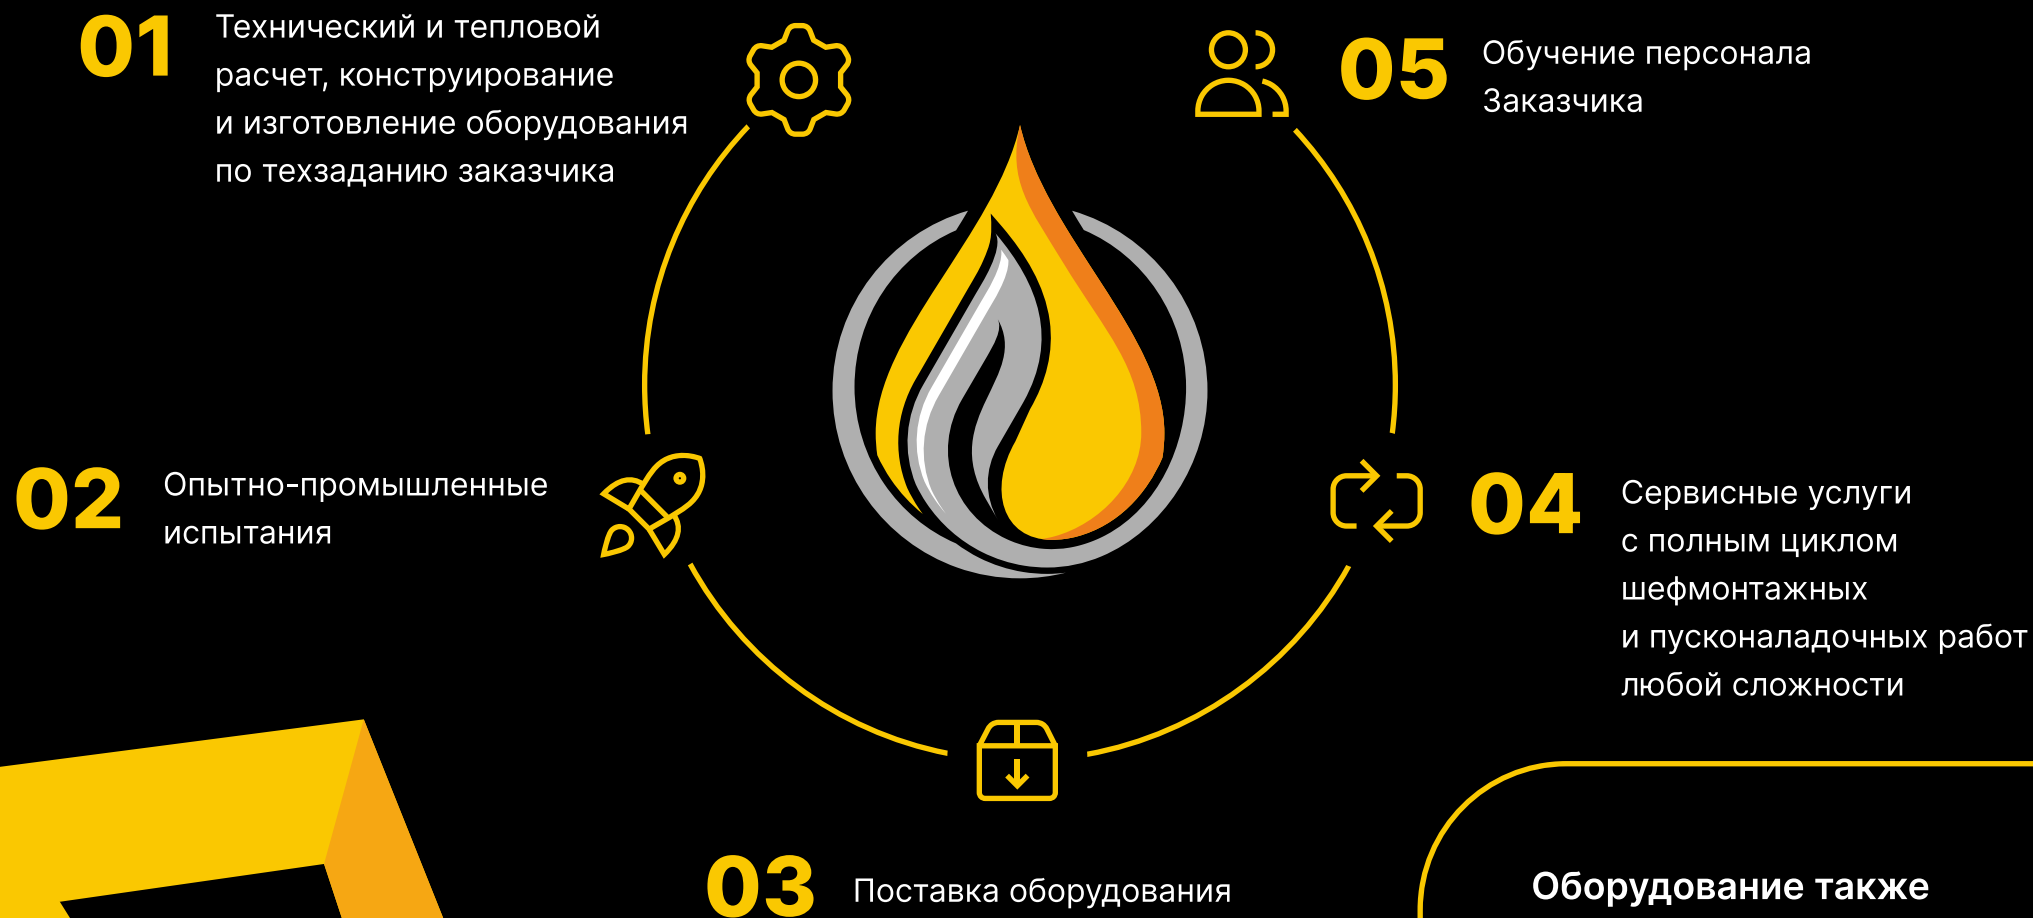 01
Технический и тепловой
расчет, конструирование
и изготовление оборудования
по техзаданию заказчика
02
Опытно-промышленные
испытания
03
Поставка оборудования
04
Сервисные услуги
с полным циклом
шефмонтажных
и пусконаладочных работ
любой сложности
05
Обучение персонала
Заказчика
Оборудование также